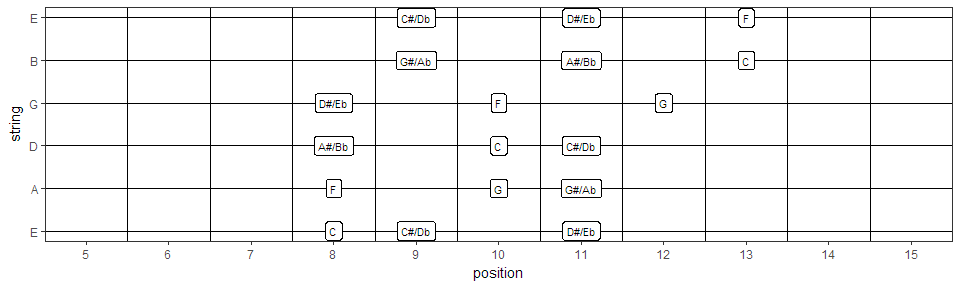 E C#/Db D#/Eb F
B G#/Ab A#/Bb C
G D#/Eb F G
D A#/Bb C C#/Db
A F G G#/Ab
E C C#/Db D#/Eb
5 6 7 8 9 10 11 12 13 14 15
position
string